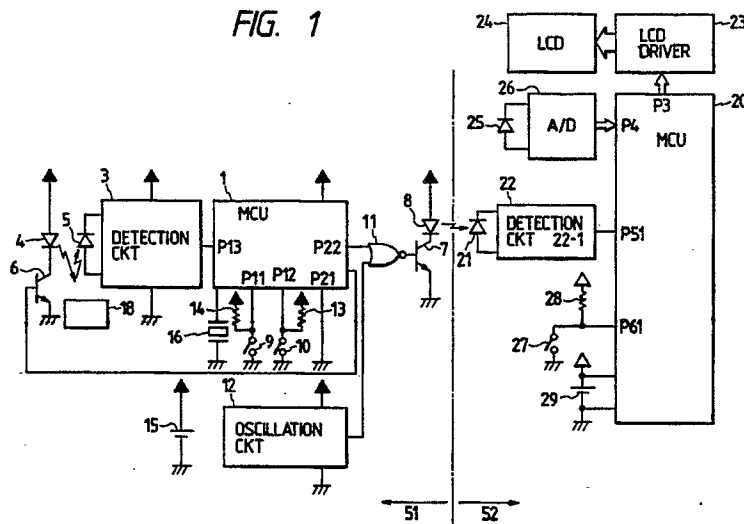 FIG. 1
24
LCD
LCD
DRIVER
23
26
25
A/D
P4
P3
20
MCU
3
5
4
DETECTION
CKT
6
18
1
MCU
P13
P22
P11
P12
P21
14
16
9
10
13
11
8
7
22
21
DETECTION
CKT 22-1
P51
28
27
P61
29
15
12
OSCILLATION
CKT
51
52